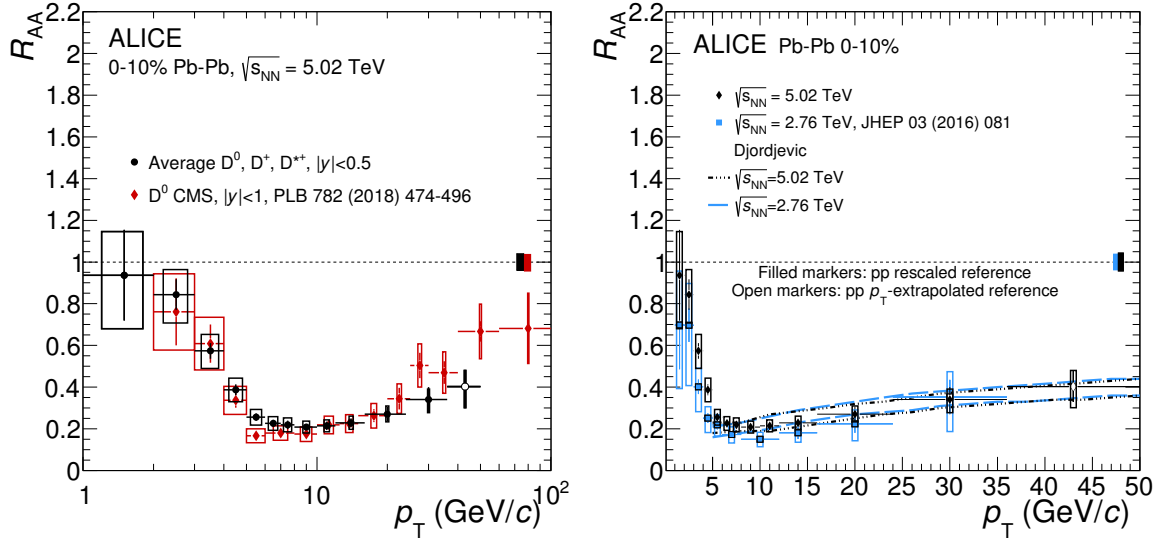 R_AA
2.2
2
1.8
1.6
1.4
1.2
1
0.8
0.6
0.4
0.2
0
ALICE
0-10% Pb-Pb, √s_NN = 5.02 TeV
Average D⁰, D⁺, D*⁺, |y|<0.5
D⁰ CMS, |y|<1, PLB 782 (2018) 474-496
1 10 10²
p_T (GeV/c)
R_AA
2.2
2
1.8
1.6
1.4
1.2
1
0.8
0.6
0.4
0.2
0
ALICE Pb-Pb 0-10%
√s_NN = 5.02 TeV
√s_NN = 2.76 TeV, JHEP 03 (2016) 081
Djordjevic
√s_NN=5.02 TeV
√s_NN=2.76 TeV
Filled markers: pp rescaled reference
Open markers: pp p_T-extrapolated reference
5 10 15 20 25 30 35 40 45 50
p_T (GeV/c)